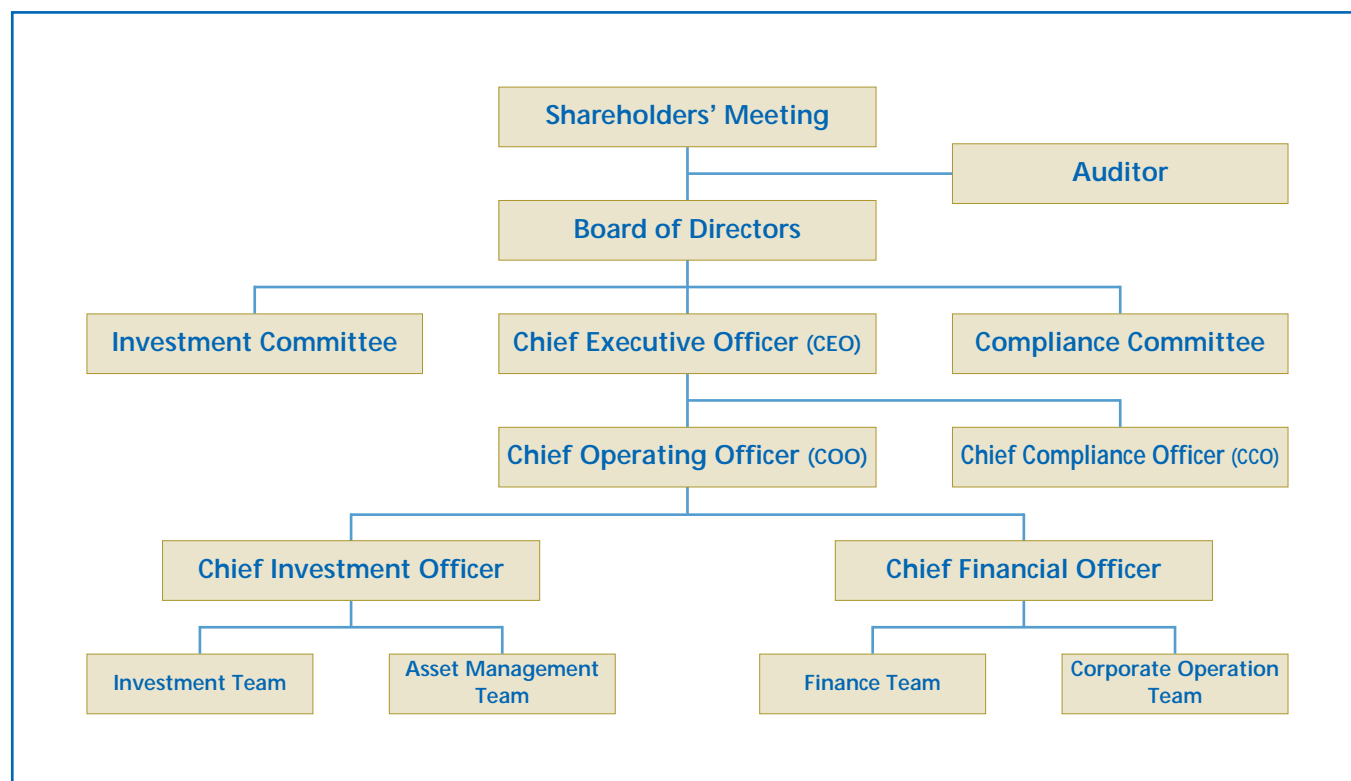 Shareholders’ Meeting
Auditor
Board of Directors
Investment Committee
Chief Executive Officer (CEO)
Compliance Committee
Chief Operating Officer (COO)
Chief Compliance Officer (CCO)
Chief Investment Officer
Chief Financial Officer
Investment Team
Asset Management
Team
Finance Team
Corporate Operation
Team